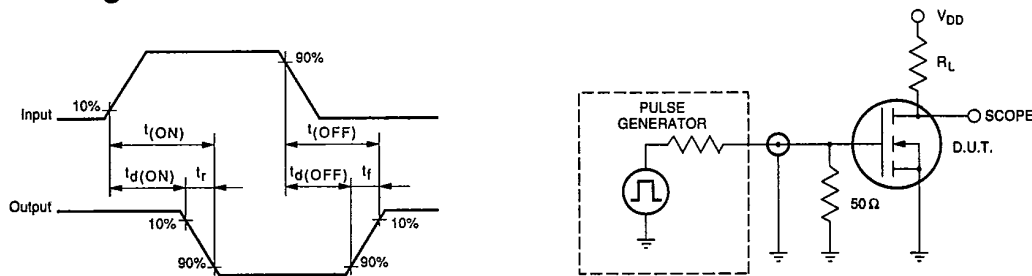 90%
10%
Input
t(ON)
t(OFF)
td(ON)
tr
td(OFF)
tf
Output
10%
10%
90%
90%
VDD
RL
PULSE
GENERATOR
SCOPE
D.U.T.
50Ω